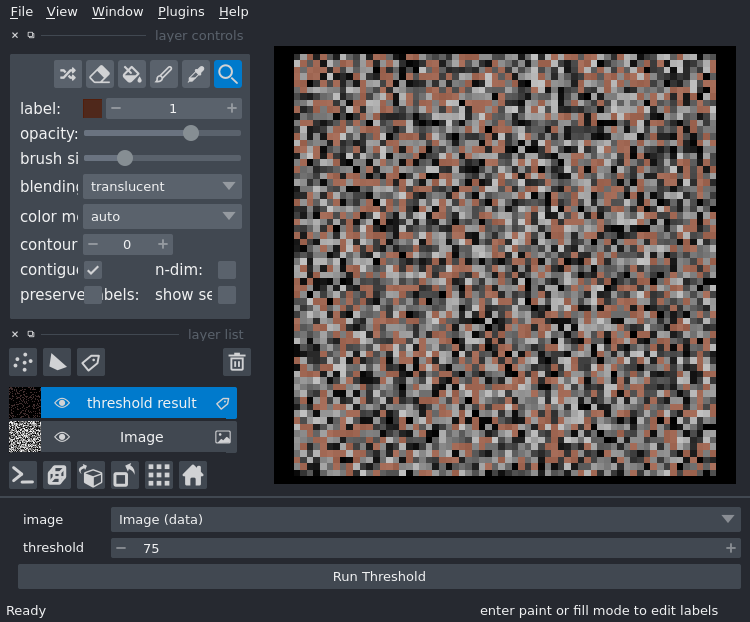 File View Window Plugins Help
layer controls
label: 1
opacity:
brush si
blending translucent
color m auto
contour 0
contigu n-dim:
preserve abels: show se
layer list
threshold result
Image
image Image (data)
threshold 75
Run Threshold
Ready enter paint or fill mode to edit labels